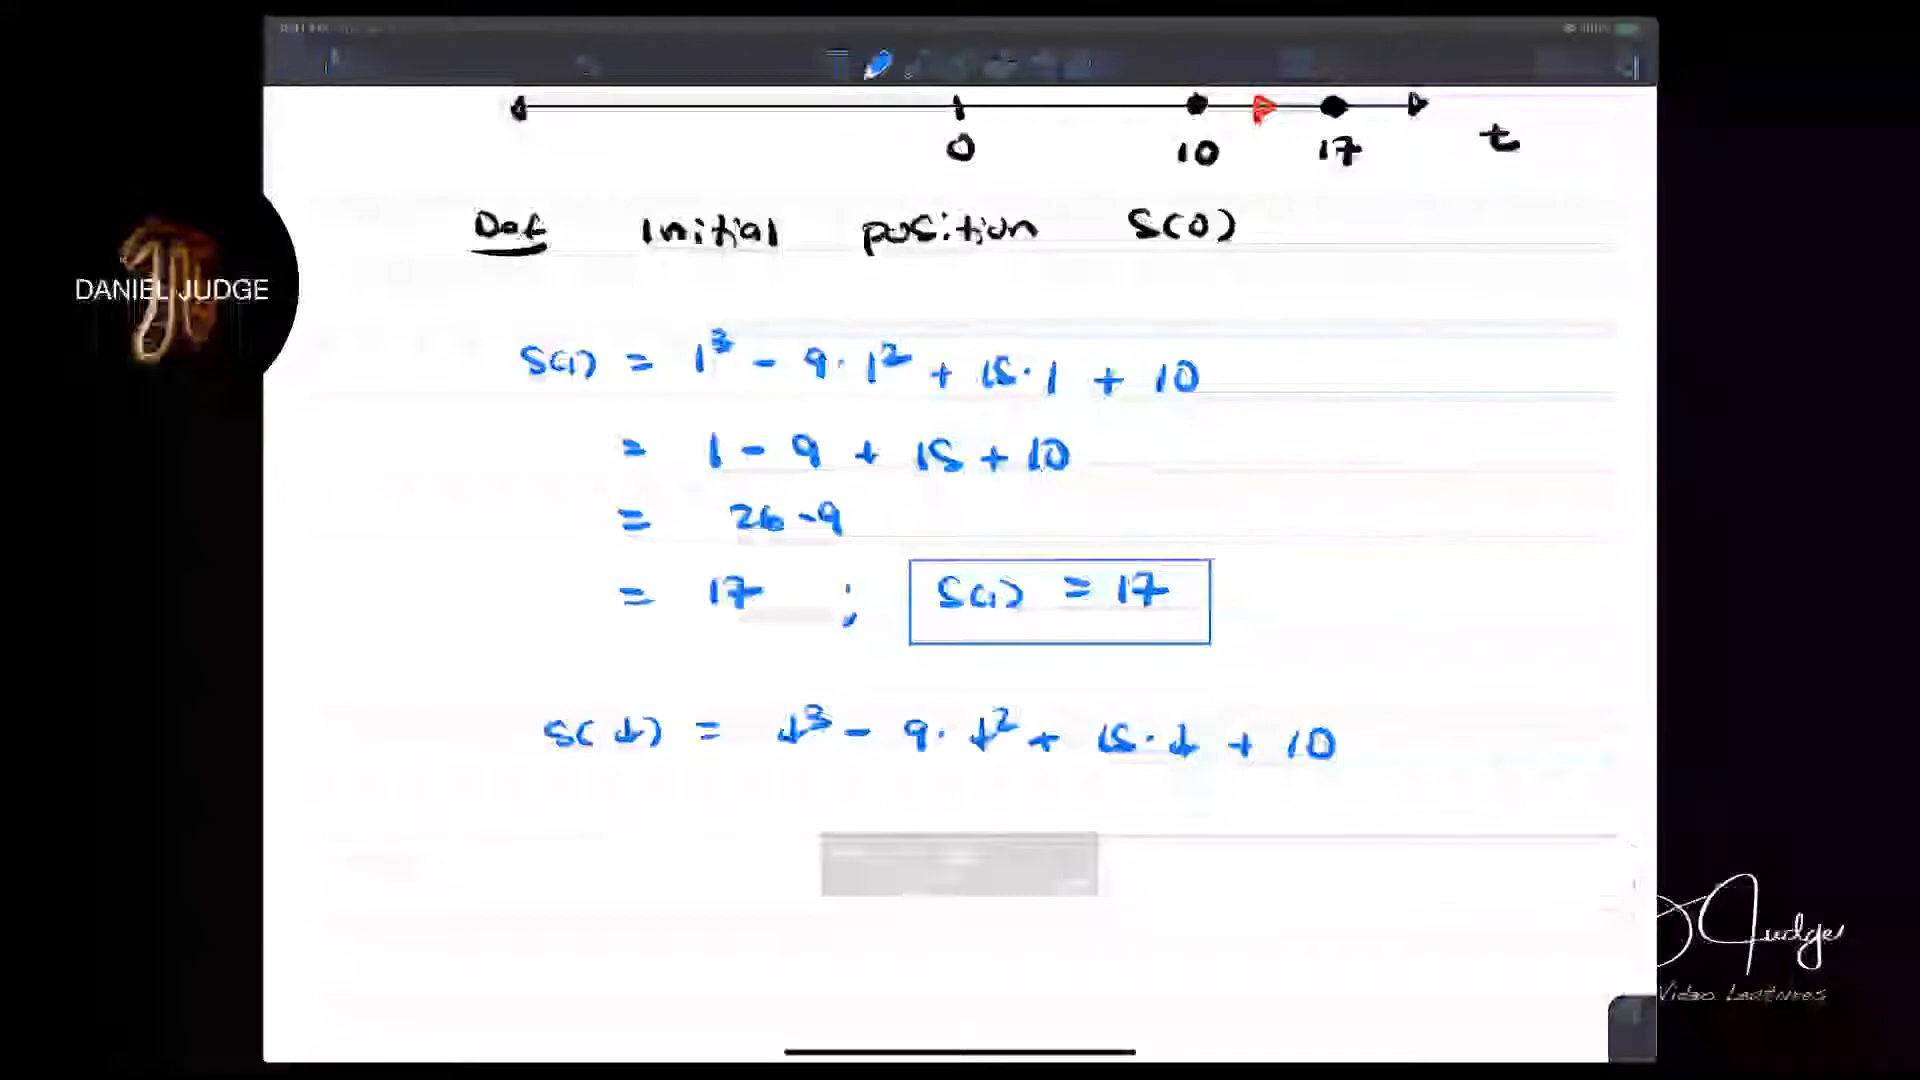 0 10 17 t
Def Initial position S(0)
DANIEL JUDGE
S(1) = 1³ - 9·1² + 15·1 + 10
= 1 - 9 + 15 + 10
= 26 - 9
= 17 ; S(1) = 17
S(t) = t³ - 9·t² + 15·t + 10
Judge
Video Lectures